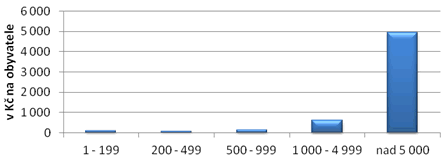 v Kč na obyvatele
6 000
5 000
4 000
3 000
2 000
1 000
0
1 - 199
200 - 499
500 - 999
1 000 - 4 999
nad 5 000